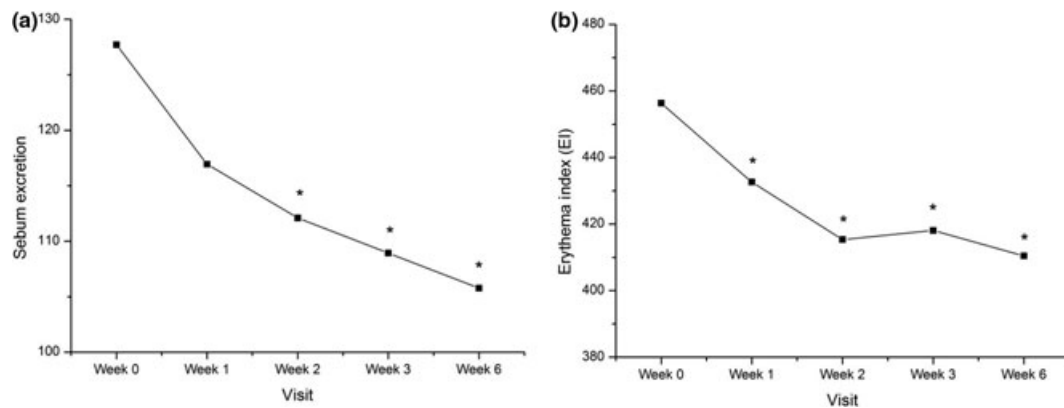 (a)
130
120
110
100
Sebum excretion
*
*
*
Week 0 Week 1 Week 2 Week 3 Week 6
Visit
(b)
480
460
440
420
400
380
Erythema index (EI)
*
*
*
*
Week 0 Week 1 Week 2 Week 3 Week 6
Visit